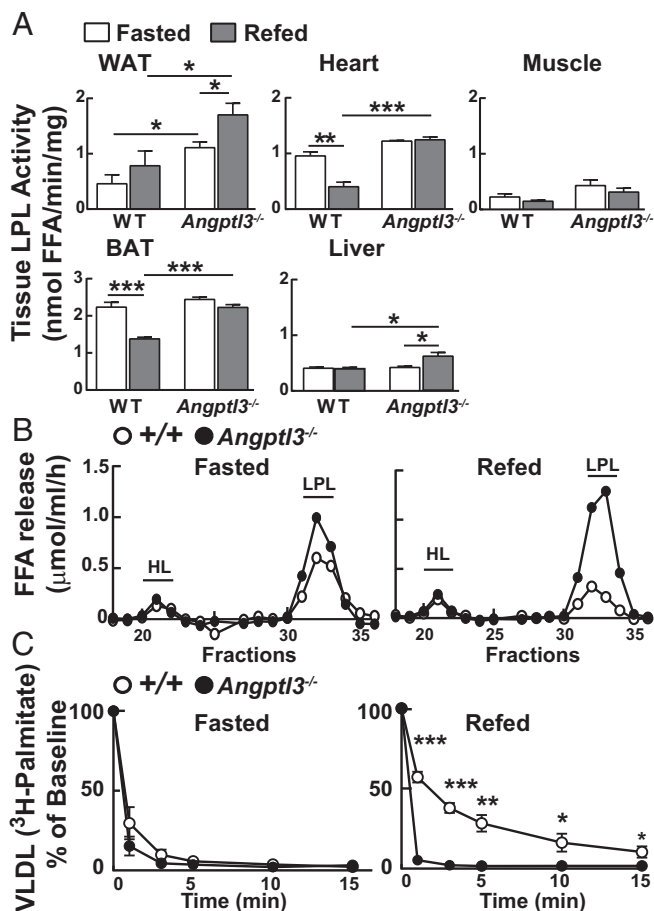 A
Fasted Refed
WAT Heart Muscle
Tissue LPL Activity
(nmol FFA/min/mg)
2
1
0
*
*
*
WT Angptl3-/-
2
1
0
**
***
WT Angptl3-/-
2
1
0
WT Angptl3-/-
BAT Liver
3
2
1
0
***
***
WT Angptl3-/-
2
1
0
*
*
WT Angptl3-/-
B
+/+ Angptl3-/-
Fasted Refed
FFA release
(μmol/ml/h)
1.5
1.0
0.5
0
HL LPL
20 25 30 35
Fractions
HL LPL
20 25 30 35
Fractions
C
+/+ Angptl3-/-
Fasted Refed
VLDL (3H-Palmitate)
% of Baseline
100
50
0
0 5 10 15
Time (min)
100
50
0
*** *** ** * *
0 5 10 15
Time (min)